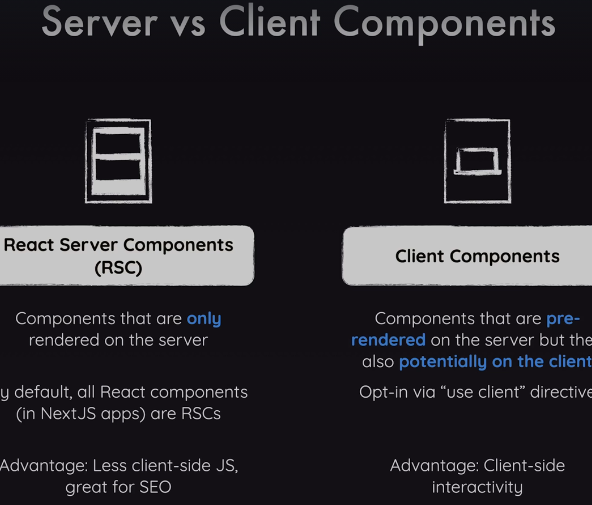 Server vs Client Components
React Server Components
(RSC)
Components that are only
rendered on the server
y default, all React components
(in NextJS apps) are RSCs
Advantage: Less client-side JS,
great for SEO
Client Components
Components that are pre-
rendered on the server but the
also potentially on the client
Opt-in via “use client” directive
Advantage: Client-side
interactivity